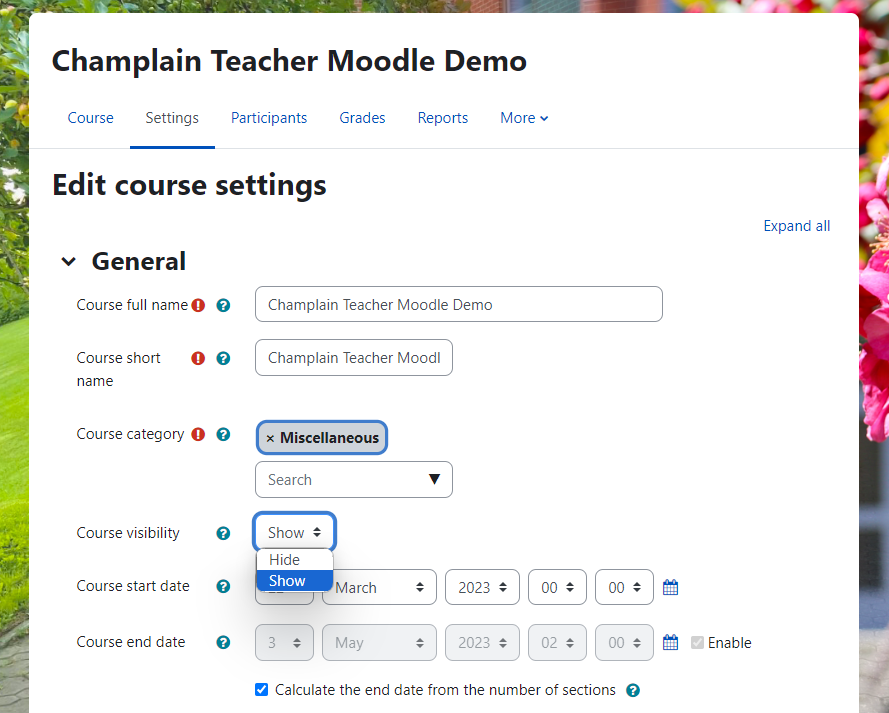 Champlain Teacher Moodle Demo
Course Settings Participants Grades Reports More
Edit course settings
Expand all
General
Course full name ! ? Champlain Teacher Moodle Demo
Course short name ! ? Champlain Teacher Moodl
Course category ! ? × Miscellaneous
Search ▼
Course visibility ? Show
Hide
Show
Course start date ? March 2023 00 00
Course end date ? 3 May 2023 02 00 Enable
Calculate the end date from the number of sections ?